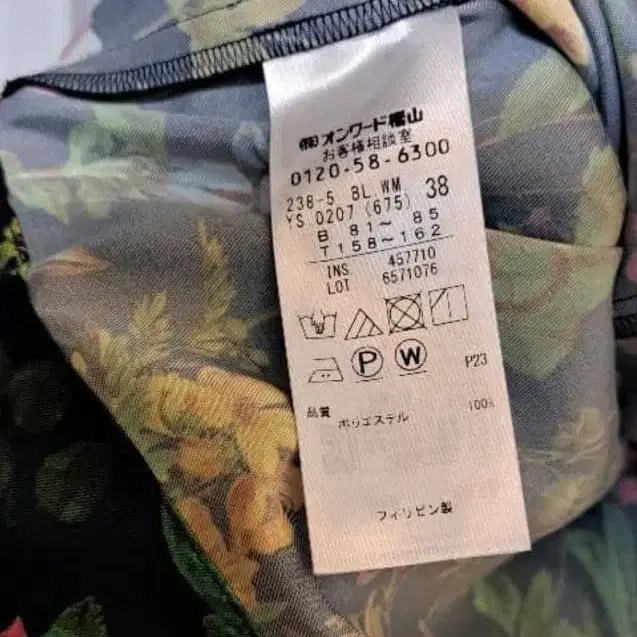 ㈱オンワード樫山
お客様相談室
0120-58-6300
238-5 BL.WM 38
YS 0207 (675)
B 81〜 85
T158〜162
INS 457710
LOT 6571076
P W P23
品質 ポリエステル 100%
フィリピン製